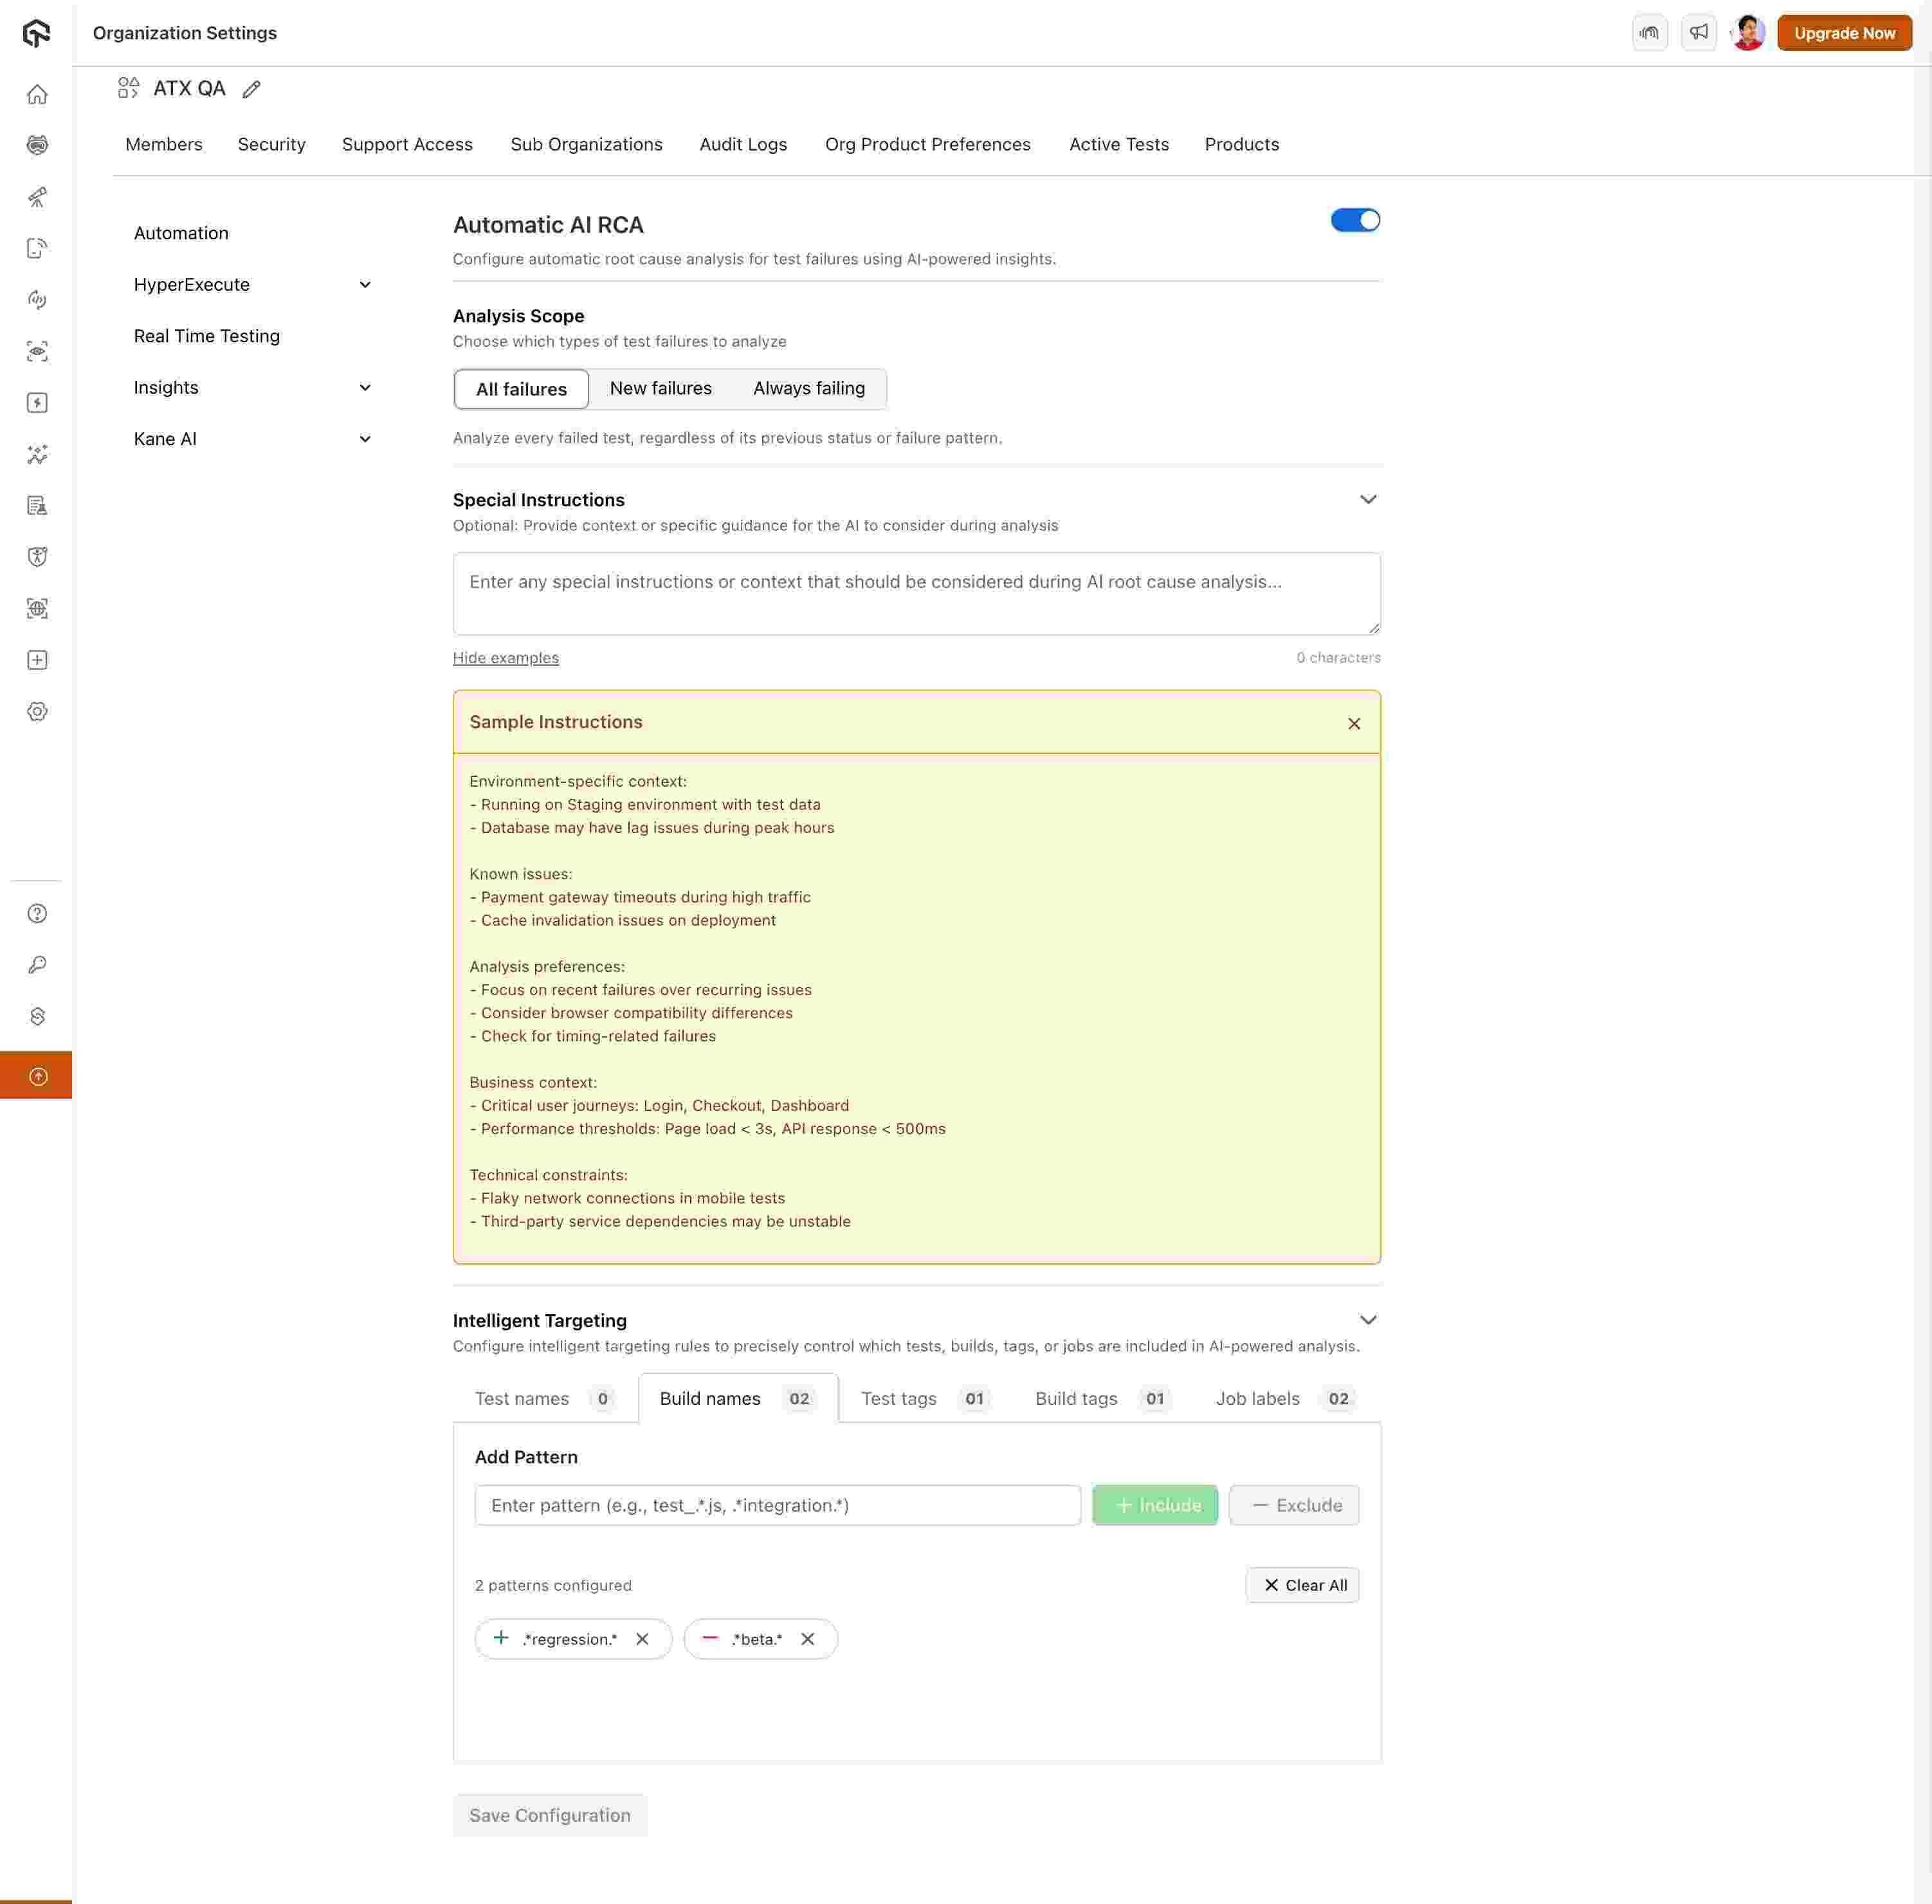 Organization Settings
Upgrade Now
ATX QA
Members Security Support Access Sub Organizations Audit Logs Org Product Preferences Active Tests Products
Automation
HyperExecute
Real Time Testing
Insights
Kane AI
Automatic AI RCA
Configure automatic root cause analysis for test failures using AI-powered insights.
Analysis Scope
Choose which types of test failures to analyze
All failures New failures Always failing
Analyze every failed test, regardless of its previous status or failure pattern.
Special Instructions
Optional: Provide context or specific guidance for the AI to consider during analysis
Enter any special instructions or context that should be considered during AI root cause analysis...
Hide examples 0 characters
Sample Instructions
Environment-specific context:
- Running on Staging environment with test data
- Database may have lag issues during peak hours
Known issues:
- Payment gateway timeouts during high traffic
- Cache invalidation issues on deployment
Analysis preferences:
- Focus on recent failures over recurring issues
- Consider browser compatibility differences
- Check for timing-related failures
Business context:
- Critical user journeys: Login, Checkout, Dashboard
- Performance thresholds: Page load < 3s, API response < 500ms
Technical constraints:
- Flaky network connections in mobile tests
- Third-party service dependencies may be unstable
Intelligent Targeting
Configure intelligent targeting rules to precisely control which tests, builds, tags, or jobs are included in AI-powered analysis.
Test names 0 Build names 02 Test tags 01 Build tags 01 Job labels 02
Add Pattern
Enter pattern (e.g., test_.*.js, .*integration.*) + Include — Exclude
2 patterns configured Clear All
.*regression.* .*beta.*
Save Configuration